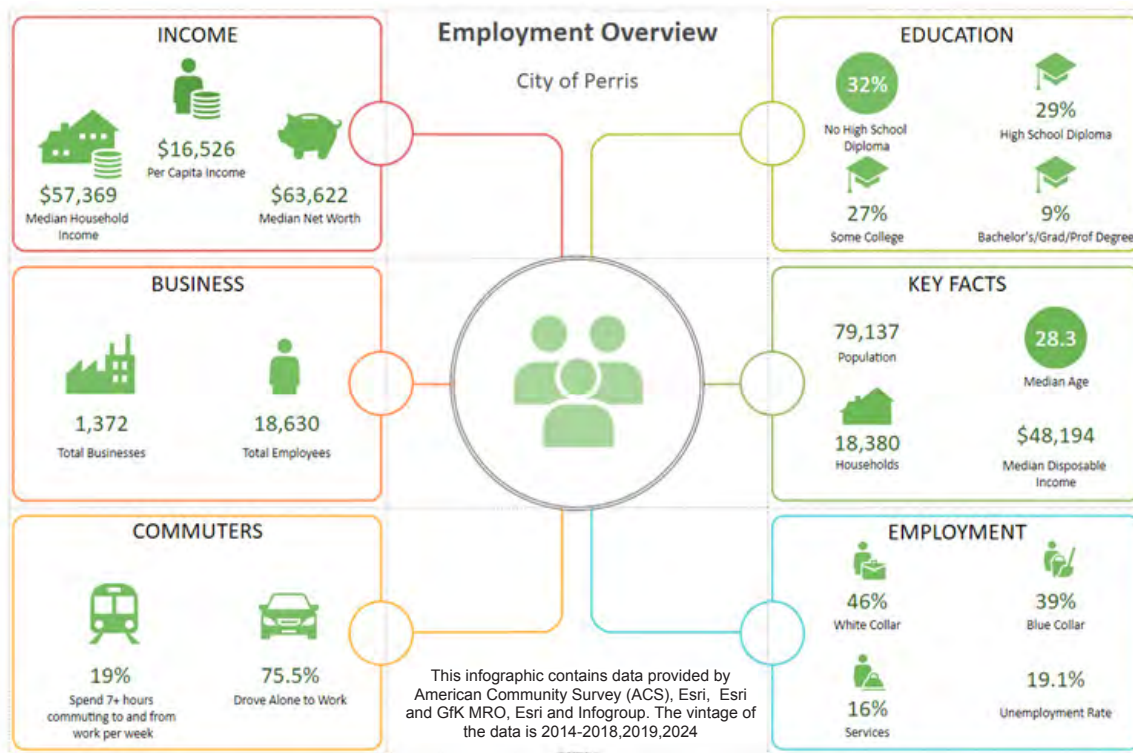 Employment Overview
City of Perris
INCOME
$16,526
Per Capita Income
$57,369
Median Household
Income
$63,622
Median Net Worth
EDUCATION
32%
No High School
Diploma
29%
High School Diploma
27%
Some College
9%
Bachelor's/Grad/Prof Degree
BUSINESS
1,372
Total Businesses
18,630
Total Employees
KEY FACTS
79,137
Population
28.3
Median Age
18,380
Households
$48,194
Median Disposable
Income
COMMUTERS
19%
Spend 7+ hours
commuting to and from
work per week
75.5%
Drove Alone to Work
EMPLOYMENT
46%
White Collar
39%
Blue Collar
16%
Services
19.1%
Unemployment Rate
This infographic contains data provided by
American Community Survey (ACS), Esri, Esri
and GfK MRO, Esri and Infogroup. The vintage of
the data is 2014-2018,2019,2024